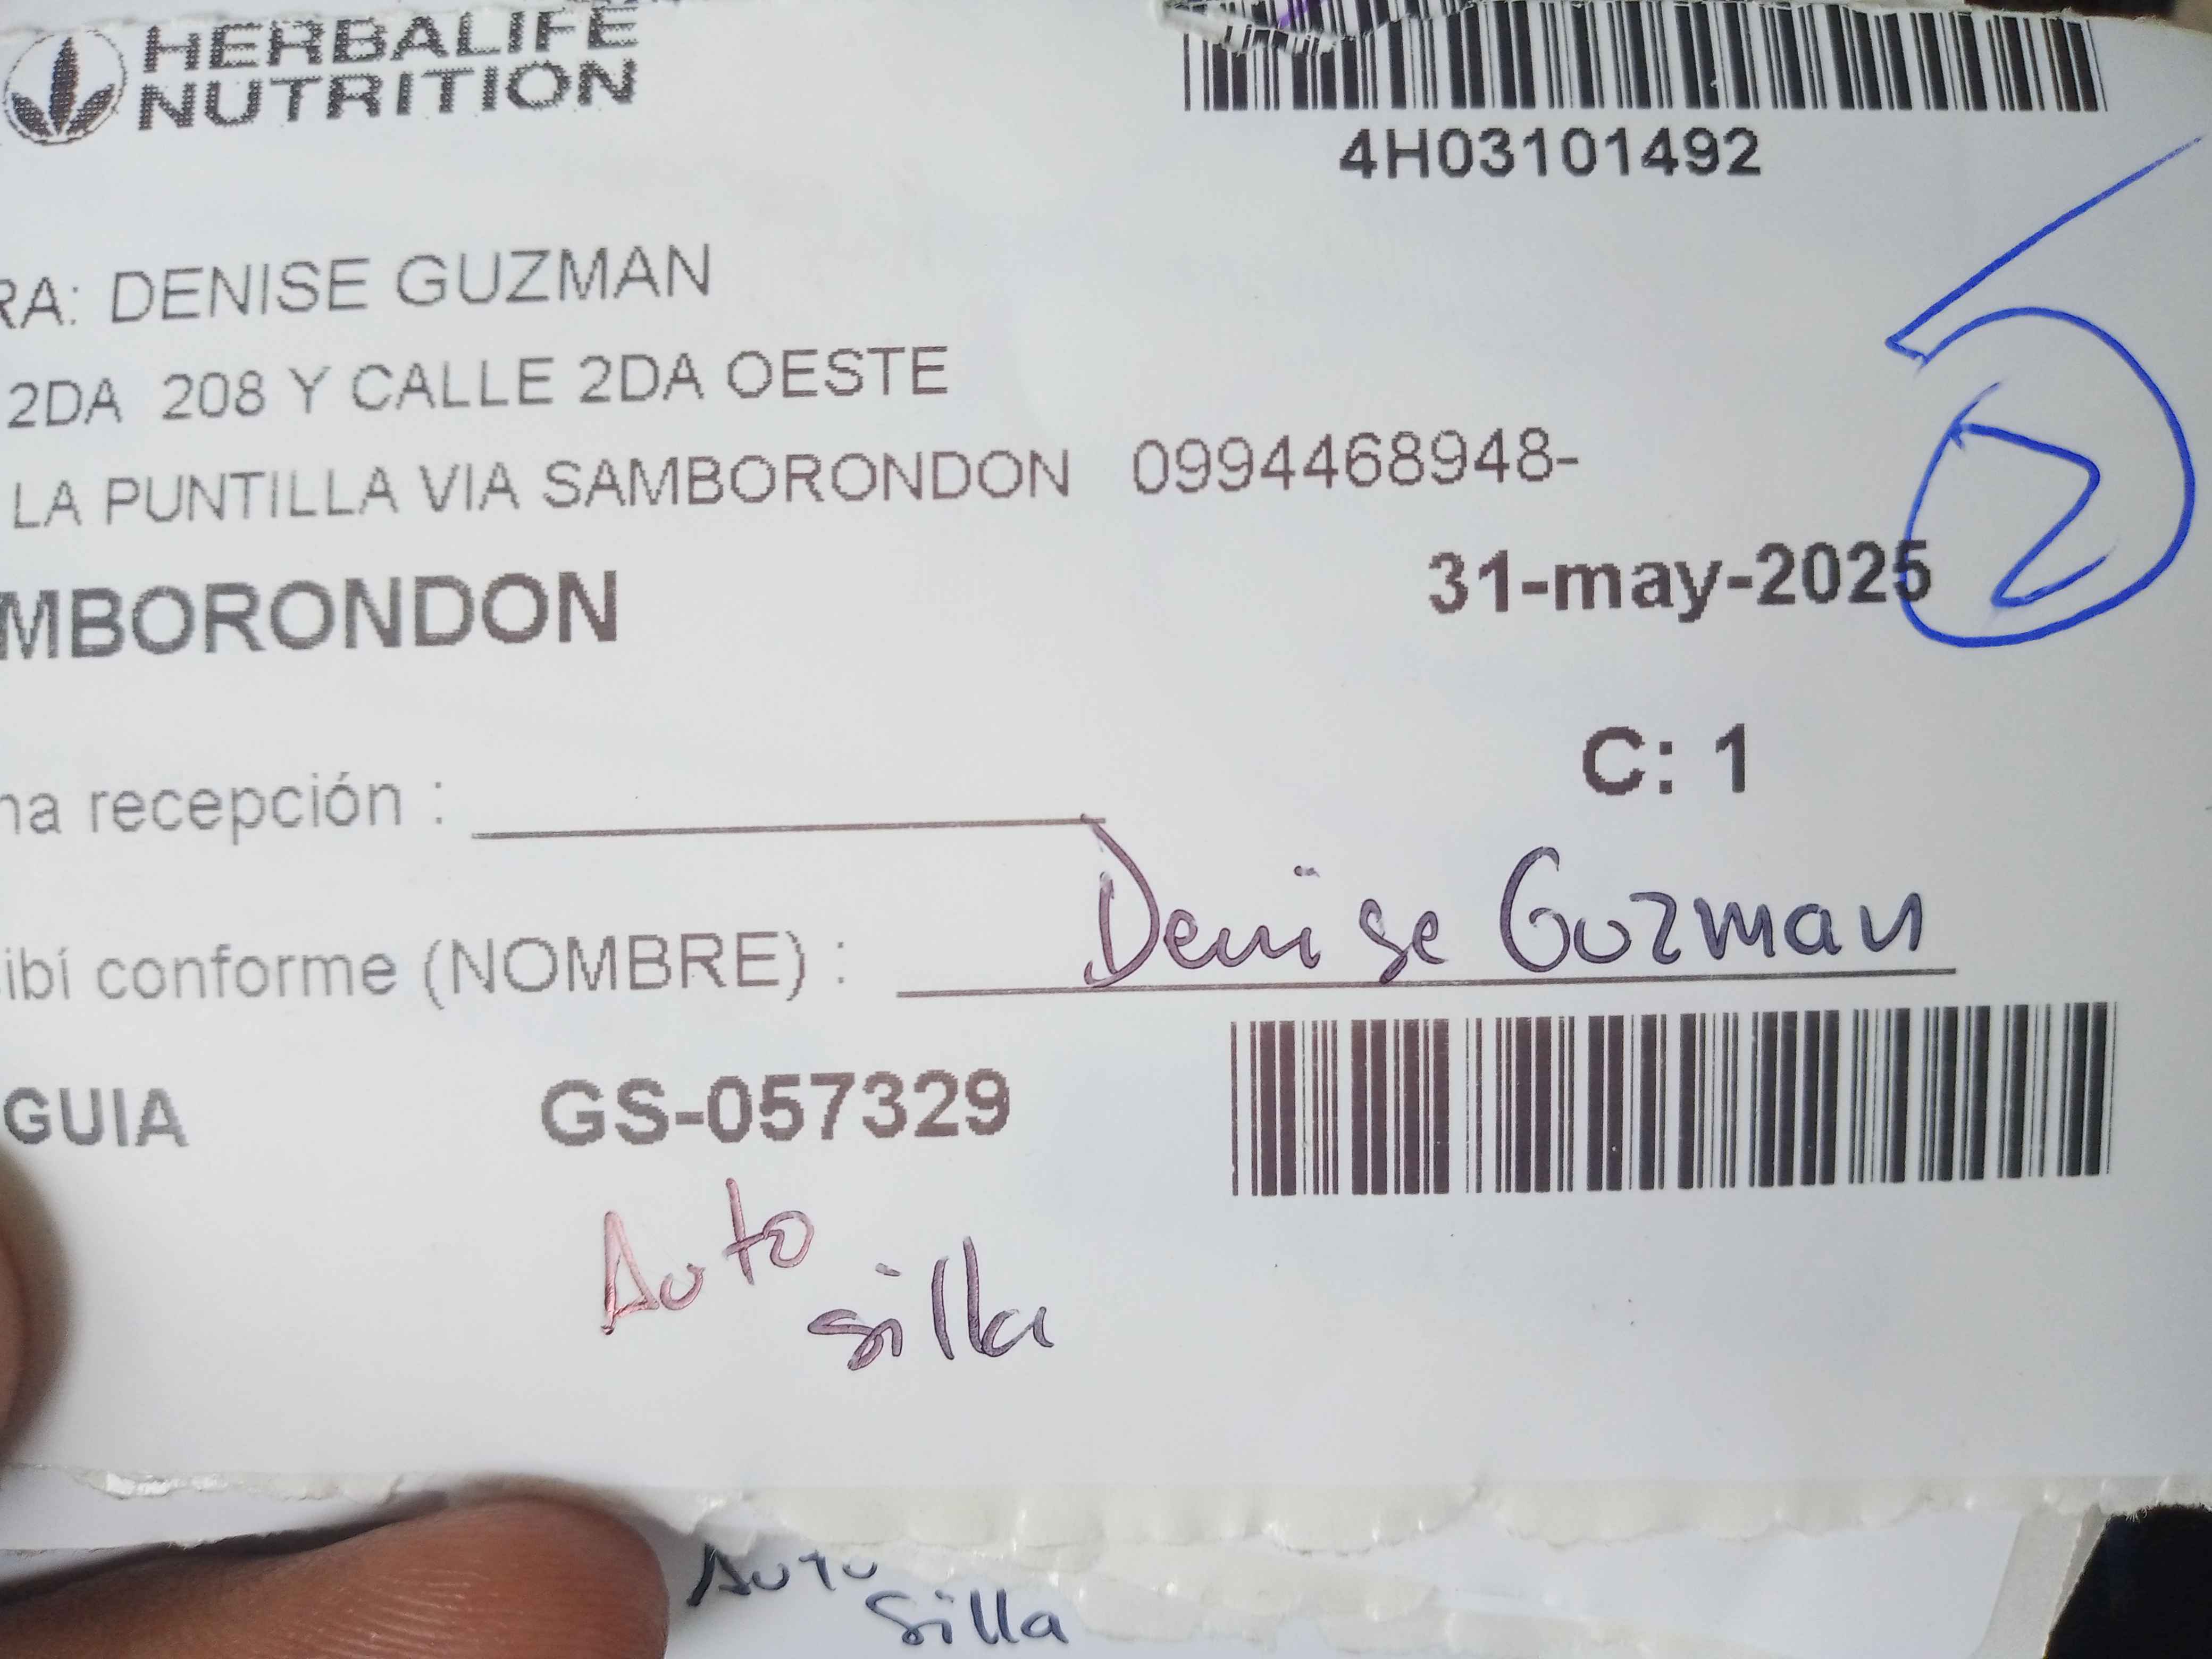 HERBALIFE
NUTRITION
4H03101492
RA: DENISE GUZMAN
2DA 208 Y CALLE 2DA OESTE
LA PUNTILLA VIA SAMBORONDON 0994468948-
MBORONDON
31-may-2025
2
C: 1
na recepción :
ibí conforme (NOMBRE) : Denise Guzman
GUIA GS-057329
Auto
silla
Auto
Silla